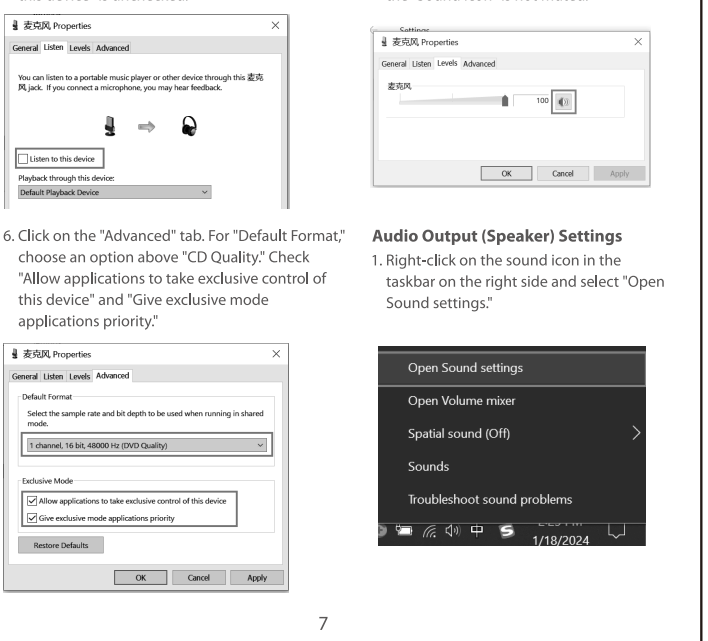 麦克风 Properties
General Listen Levels Advanced
You can listen to a portable music player or other device through this 麦克
风 jack. If you connect a microphone, you may hear feedback.
Listen to this device
Playback through this device:
Default Playback Device
6. Click on the "Advanced" tab. For "Default Format,"
choose an option above "CD Quality." Check
"Allow applications to take exclusive control of
this device" and "Give exclusive mode
applications priority."
麦克风 Properties
General Listen Levels Advanced
Default Format
Select the sample rate and bit depth to be used when running in shared
mode.
1 channel, 16 bit, 48000 Hz (DVD Quality)
Exclusive Mode
Allow applications to take exclusive control of this device
Give exclusive mode applications priority
Restore Defaults
OK Cancel Apply
麦克风 Properties
General Listen Levels Advanced
麦克风
100
OK Cancel Apply
Audio Output (Speaker) Settings
1. Right-click on the sound icon in the
taskbar on the right side and select "Open
Sound settings."
Open Sound settings
Open Volume mixer
Spatial sound (Off)
Sounds
Troubleshoot sound problems
中
1/18/2024
7